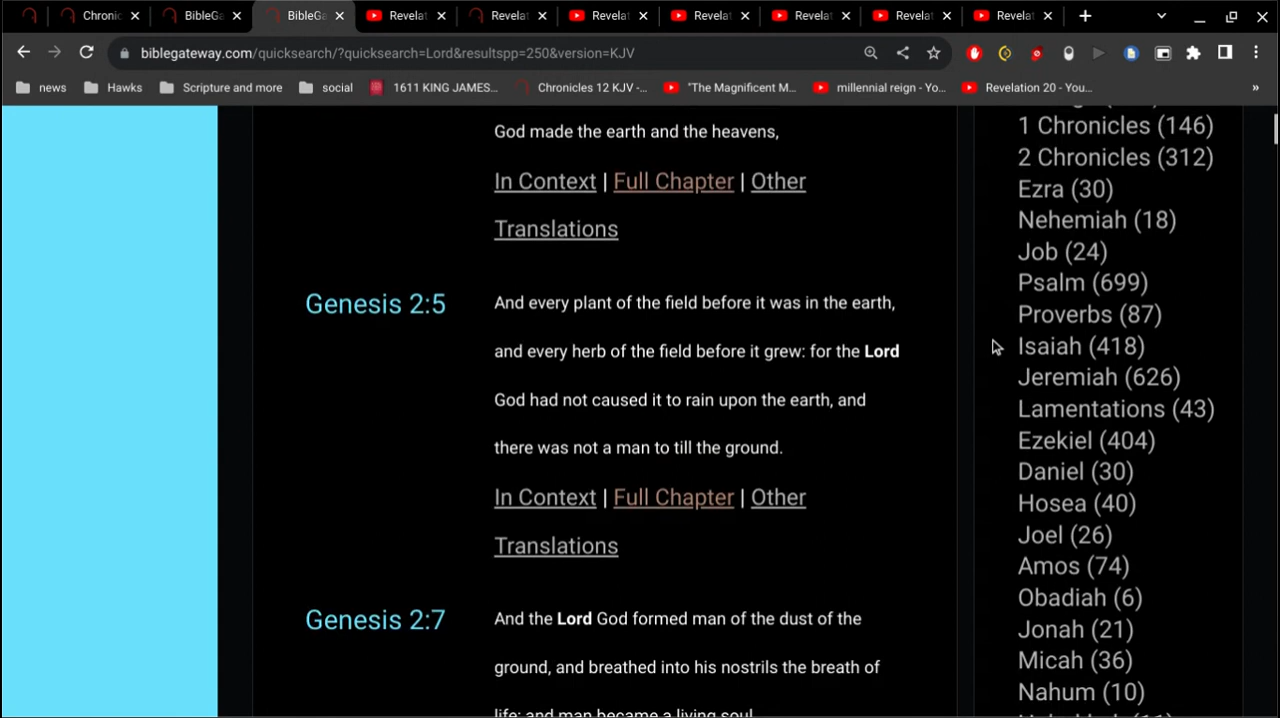 Chronic
BibleGa
BibleGa
Revelat
Revelat
Revelat
Revelat
Revelat
Revelat
Revelat
biblegateway.com/quicksearch/?quicksearch=Lord&resultspp=250&version=KJV
news
Hawks
Scripture and more
social
1611 KING JAMES...
Chronicles 12 KJV -...
"The Magnificent M...
millennial reign - Yo...
Revelation 20 - You...
»
God made the earth and the heavens,
In Context | Full Chapter | Other
Translations
Genesis 2:5
And every plant of the field before it was in the earth,
and every herb of the field before it grew: for the Lord
God had not caused it to rain upon the earth, and
there was not a man to till the ground.
In Context | Full Chapter | Other
Translations
Genesis 2:7
And the Lord God formed man of the dust of the
ground, and breathed into his nostrils the breath of
life; and man became a living soul.
1 Chronicles (146)
2 Chronicles (312)
Ezra (30)
Nehemiah (18)
Job (24)
Psalm (699)
Proverbs (87)
Isaiah (418)
Jeremiah (626)
Lamentations (43)
Ezekiel (404)
Daniel (30)
Hosea (40)
Joel (26)
Amos (74)
Obadiah (6)
Jonah (21)
Micah (36)
Nahum (10)